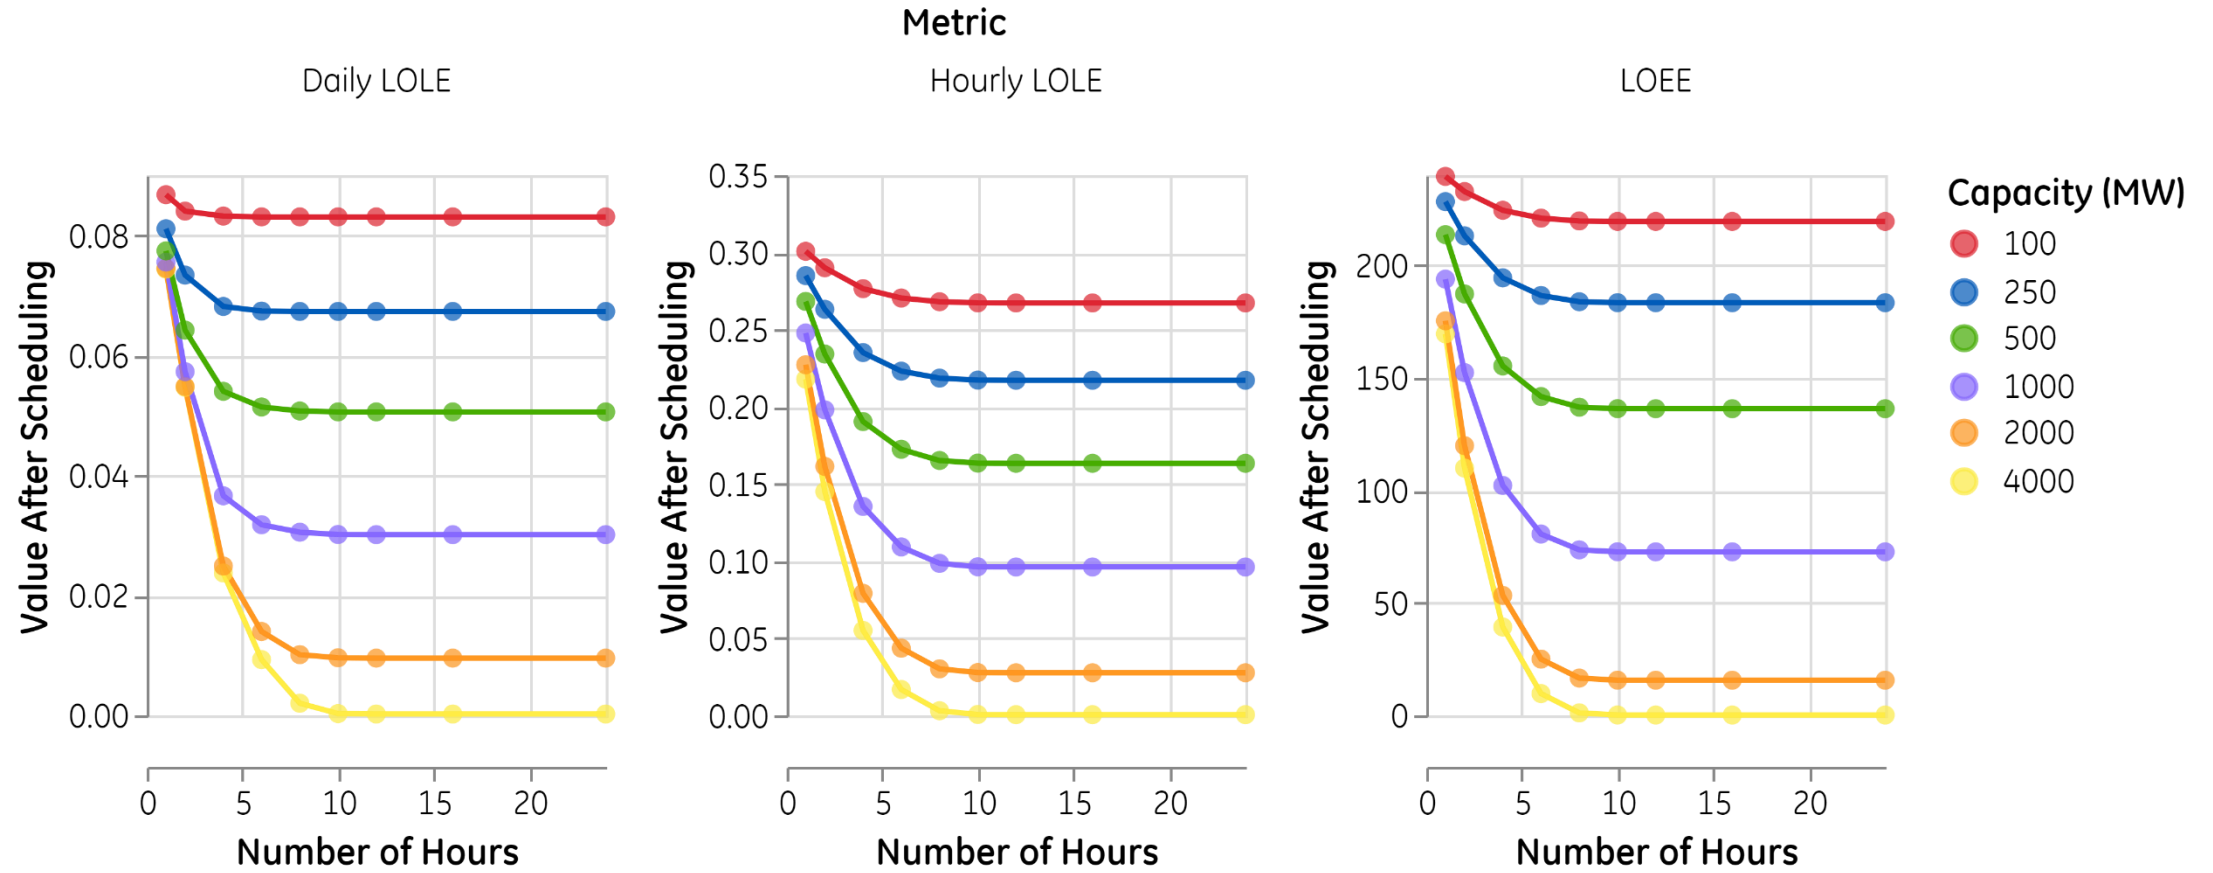 Metric
Daily LOLE
Hourly LOLE
LOEE
Value After Scheduling
0.08
0.06
0.04
0.02
0.00
0 5 10 15 20
Number of Hours
Value After Scheduling
0.35
0.30
0.25
0.20
0.15
0.10
0.05
0.00
0 5 10 15 20
Number of Hours
Value After Scheduling
200
150
100
50
0
0 5 10 15 20
Number of Hours
Capacity (MW)
100
250
500
1000
2000
4000